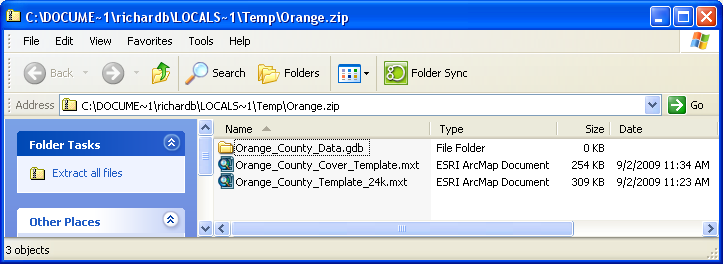 C:\DOCUME~1\richardb\LOCALS~1\Temp\Orange.zip
File Edit View Favorites Tools Help
Back Search Folders Folder Sync
Address C:\DOCUME~1\richardb\LOCALS~1\Temp\Orange.zip Go
Folder Tasks
Extract all files
Other Places
Name Type Size Date
Orange_County_Data.gdb File Folder 0 KB
Orange_County_Cover_Template.mxt ESRI ArcMap Document 254 KB 9/2/2009 11:34 AM
Orange_County_Template_24k.mxt ESRI ArcMap Document 309 KB 9/2/2009 11:23 AM
3 objects